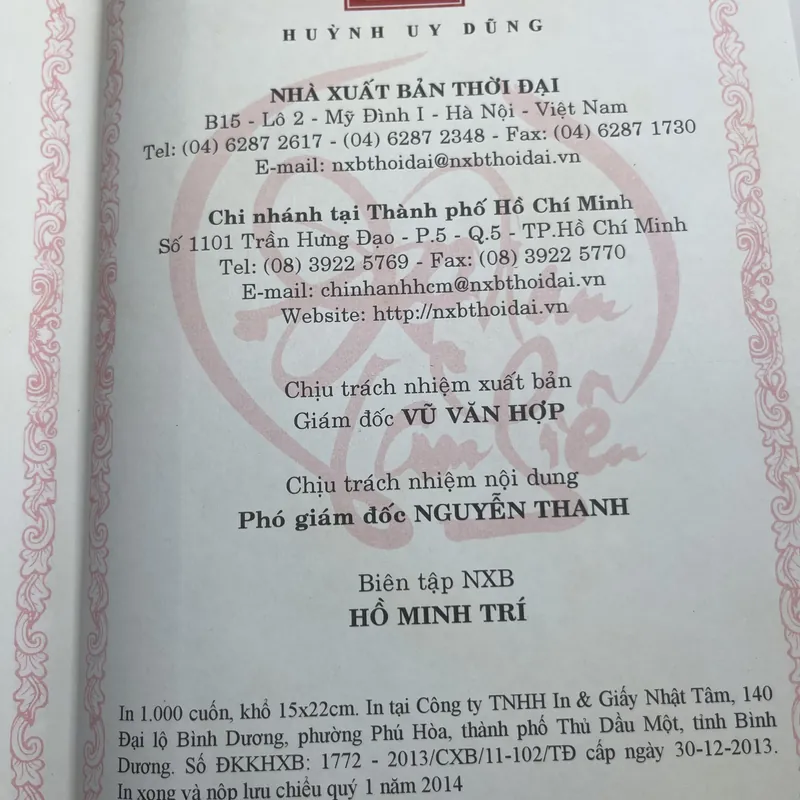 HUỲNH UY DŨNG
NHÀ XUẤT BẢN THỜI ĐẠI
B15 - Lô 2 - Mỹ Đình I - Hà Nội - Việt Nam
Tel: (04) 6287 2617 - (04) 6287 2348 - Fax: (04) 6287 1730
E-mail: nxbthoidai@nxbthoidai.vn
Chi nhánh tại Thành phố Hồ Chí Minh
Số 1101 Trần Hưng Đạo - P.5 - Q.5 - TP.Hồ Chí Minh
Tel: (08) 3922 5769 - Fax: (08) 3922 5770
E-mail: chinhanhhcm@nxbthoidai.vn
Website: http://nxbthoidai.vn
Chịu trách nhiệm xuất bản
Giám đốc VŨ VĂN HỢP
Chịu trách nhiệm nội dung
Phó giám đốc NGUYỄN THANH
Biên tập NXB
HỒ MINH TRÍ
In 1.000 cuốn, khổ 15x22cm. In tại Công ty TNHH In & Giấy Nhật Tâm, 140
Đại lộ Bình Dương, phường Phú Hòa, thành phố Thủ Dầu Một, tỉnh Bình
Dương. Số ĐKKHXB: 1772 - 2013/CXB/11-102/TĐ cấp ngày 30-12-2013.
In xong và nộp lưu chiểu quý 1 năm 2014